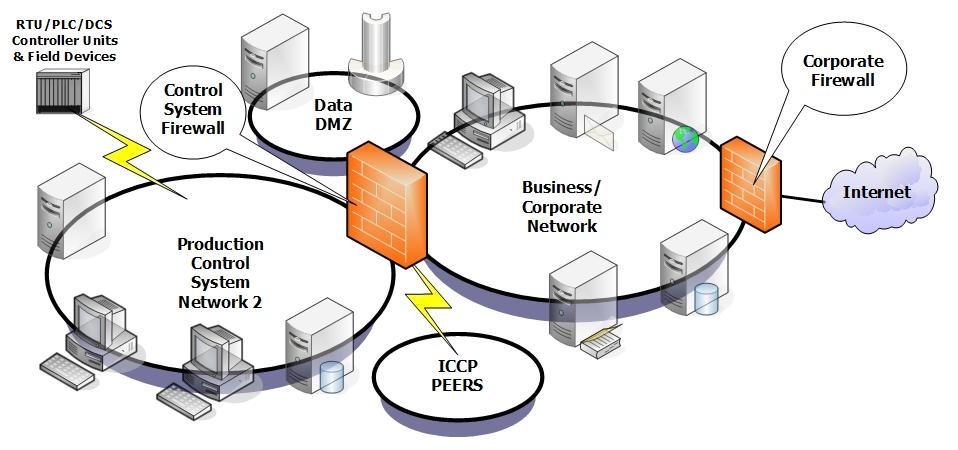 RTU/PLC/DCS
Controller Units
& Field Devices
Control
System
Firewall
Data
DMZ
Corporate
Firewall
Business/
Corporate
Network
Internet
Production
Control
System
Network 2
ICCP
PEERS